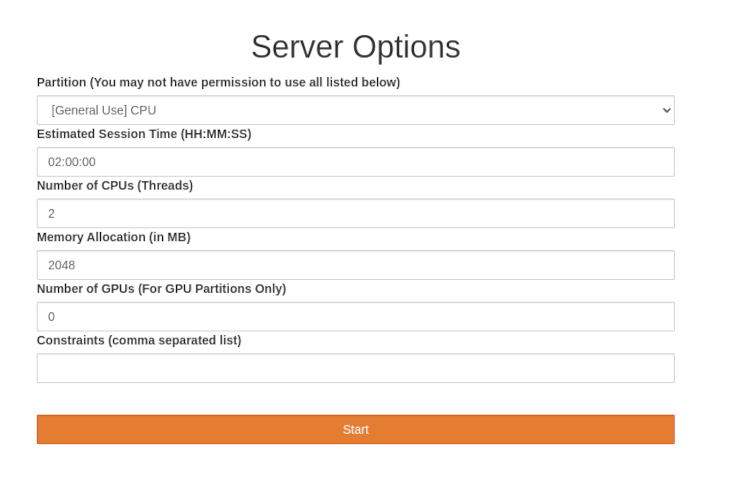 Server Options
Partition (You may not have permission to use all listed below)
[General Use] CPU
Estimated Session Time (HH:MM:SS)
02:00:00
Number of CPUs (Threads)
2
Memory Allocation (in MB)
2048
Number of GPUs (For GPU Partitions Only)
0
Constraints (comma separated list)
Start